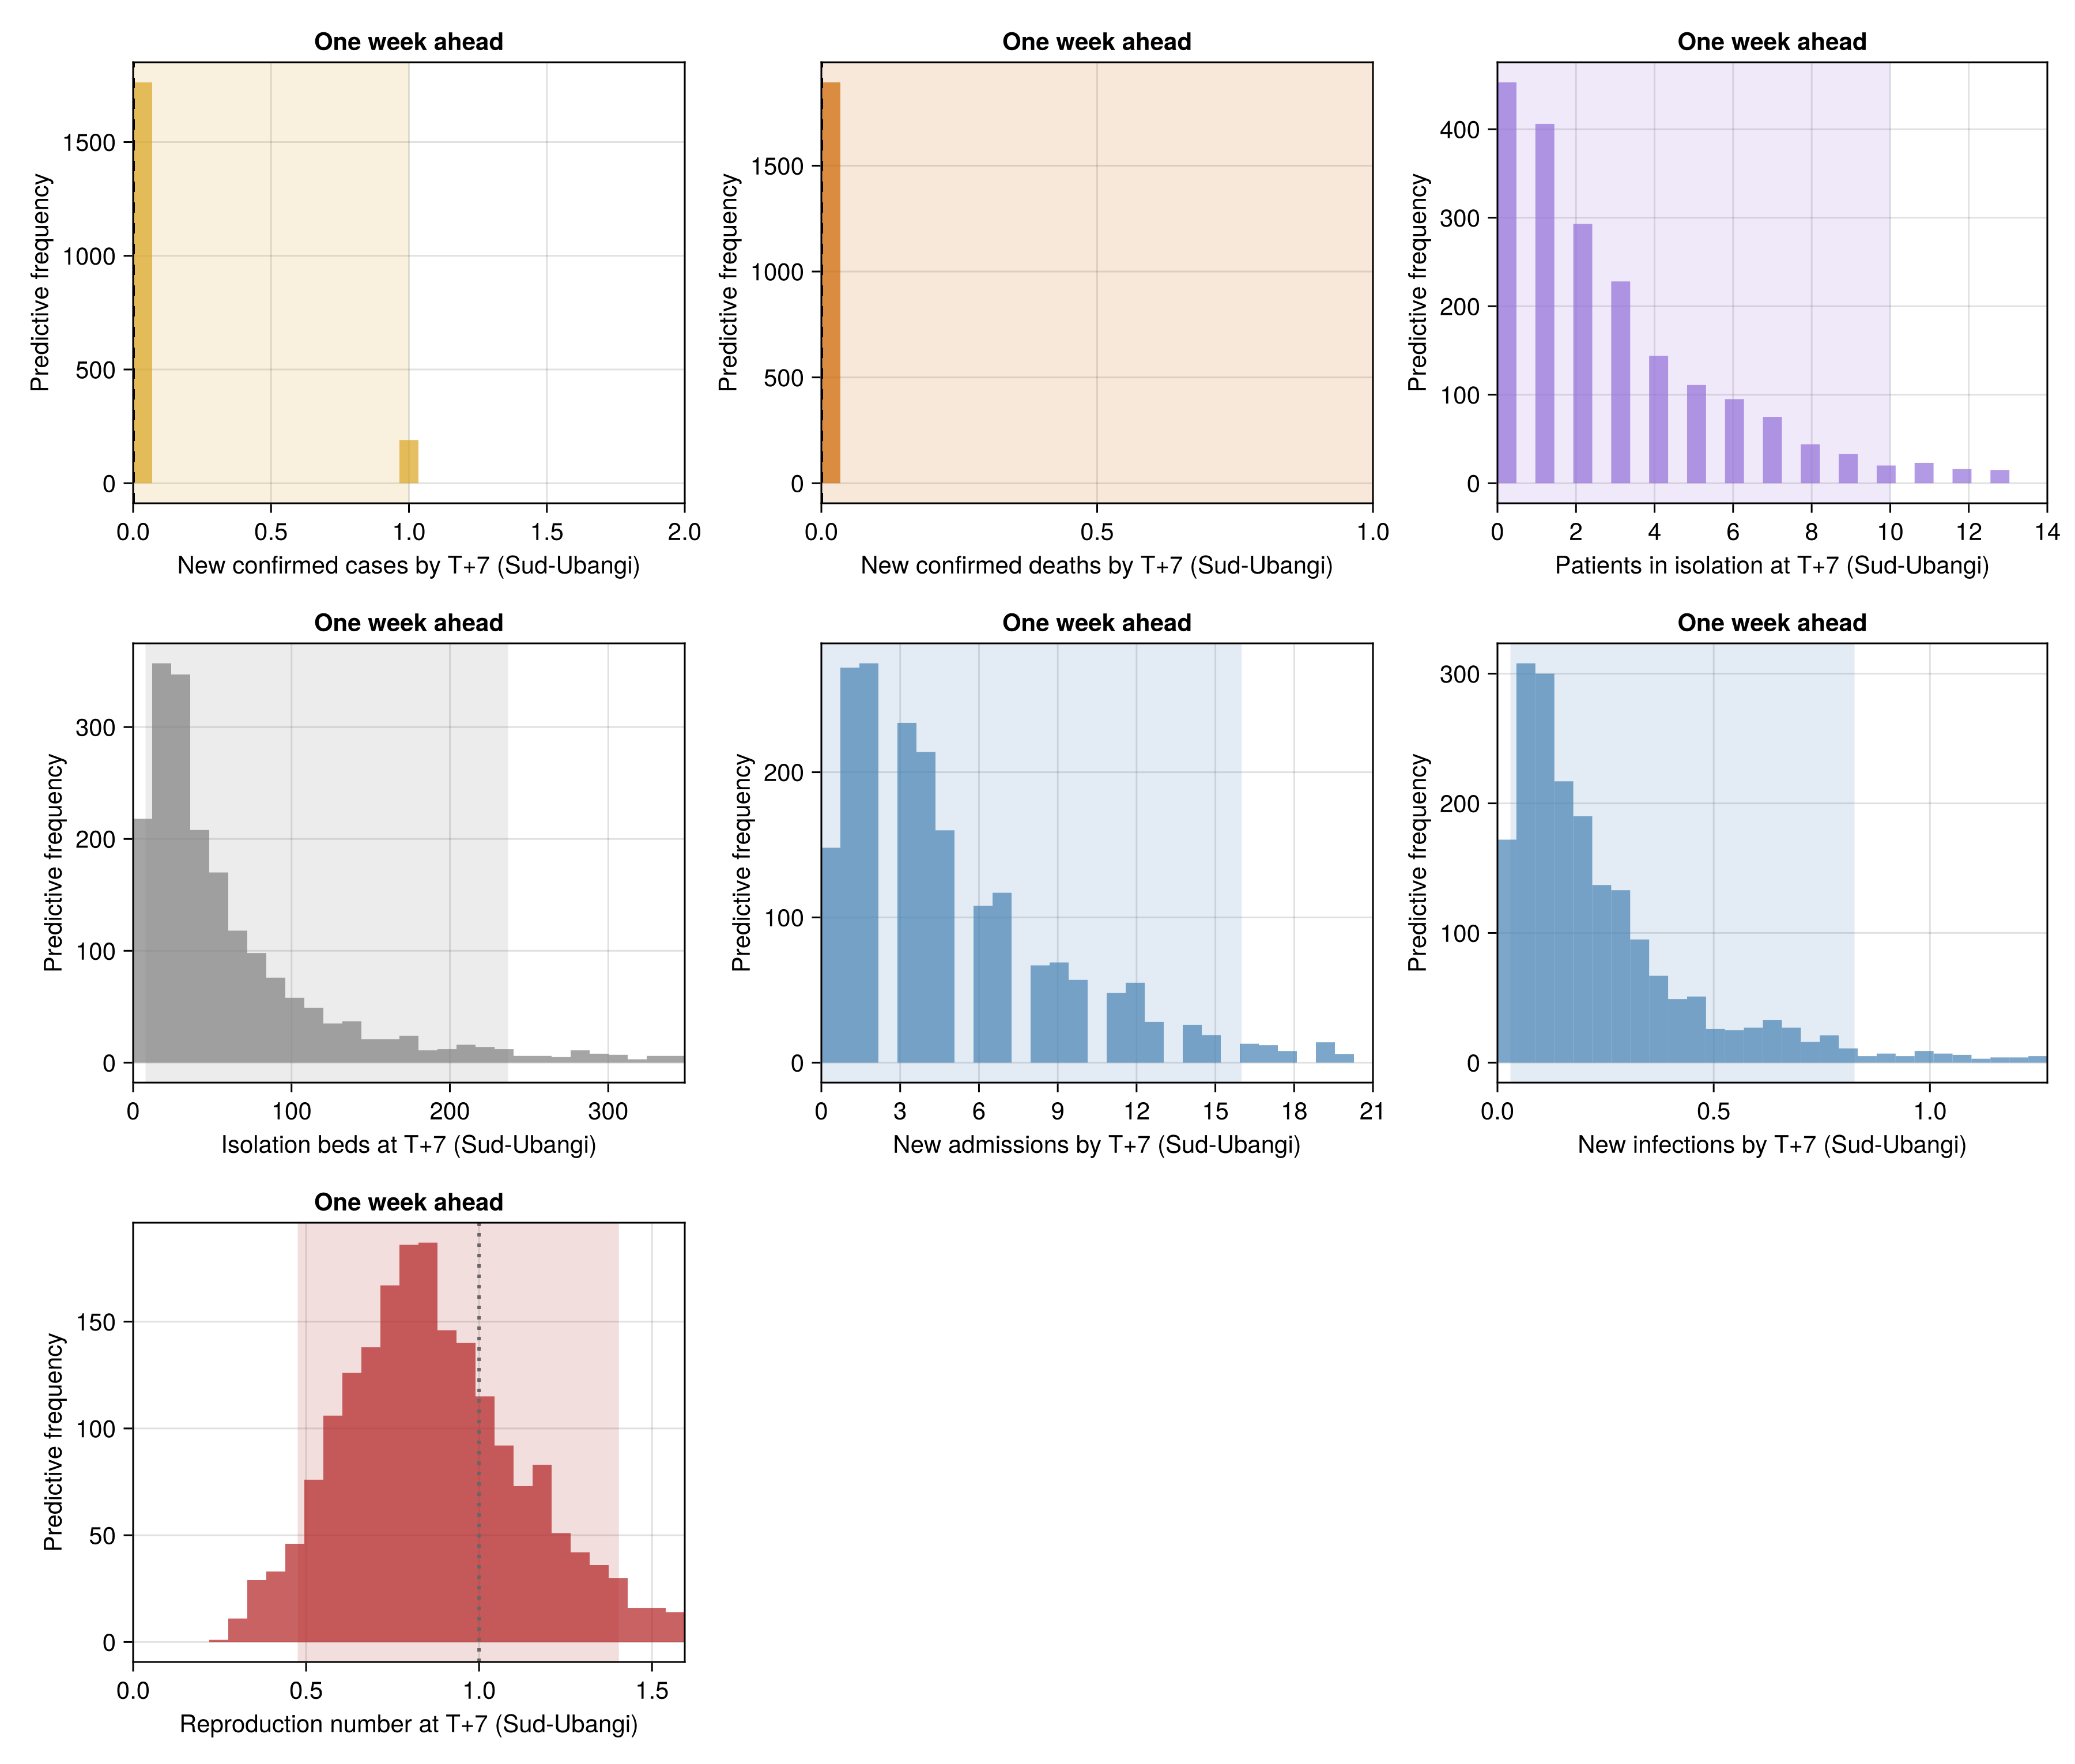 One week ahead
One week ahead
One week ahead
Predictive frequency
1500
1000
500
0
0.0 0.5 1.0 1.5 2.0
New confirmed cases by T+7 (Sud-Ubangi)
Predictive frequency
1500
1000
500
0
0.0 0.5 1.0
New confirmed deaths by T+7 (Sud-Ubangi)
Predictive frequency
400
300
200
100
0
0 2 4 6 8 10 12 14
Patients in isolation at T+7 (Sud-Ubangi)
One week ahead
One week ahead
One week ahead
Predictive frequency
300
200
100
0
0 100 200 300
Isolation beds at T+7 (Sud-Ubangi)
Predictive frequency
200
100
0
0 3 6 9 12 15 18 21
New admissions by T+7 (Sud-Ubangi)
Predictive frequency
300
200
100
0
0.0 0.5 1.0
New infections by T+7 (Sud-Ubangi)
One week ahead
Predictive frequency
150
100
50
0
0.0 0.5 1.0 1.5
Reproduction number at T+7 (Sud-Ubangi)